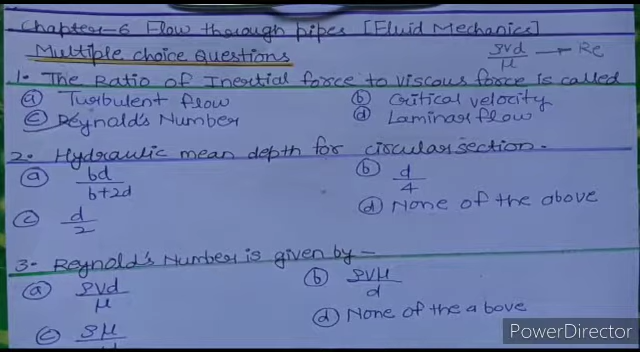 Chapter-6 Flow thorough pipes [Fluid Mechanics]
Multiple choice Questions
ρvd/μ → Re
1. The Ratio of Inertial force to viscous force is called
(a) Turbulent flow (b) Critical velocity
(c) Reynald's Number (d) Laminar flow
2. Hydraulic mean depth for circular section.
(a) bd/b+2d (b) d/4
(c) d/2 (d) None of the above
3. Reynald's Number is given by -
(a) ρvd/μ (b) ρvμ/d
(c) ρμ (d) None of the above
PowerDirector